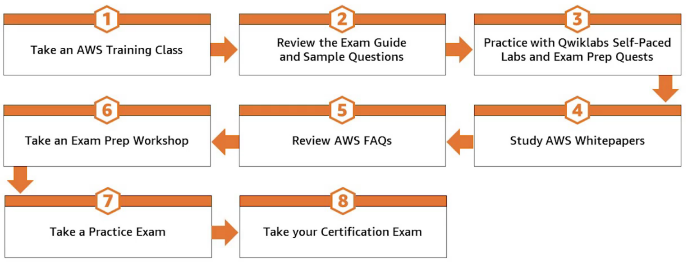 1
Take an AWS Training Class
2
Review the Exam Guide
and Sample Questions
3
Practice with Qwiklabs Self-Paced
Labs and Exam Prep Quests
4
Study AWS Whitepapers
5
Review AWS FAQs
6
Take an Exam Prep Workshop
7
Take a Practice Exam
8
Take your Certification Exam